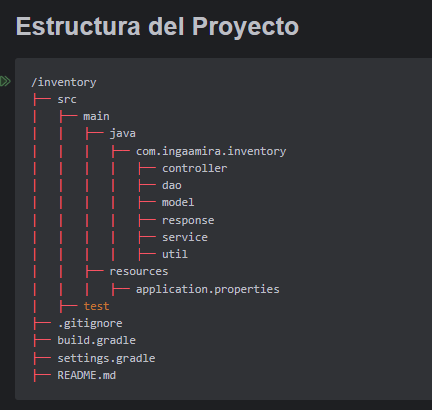 Estructura del Proyecto
/inventory
├── src
│   ├── main
│   │   ├── java
│   │   │   ├── com.ingaamira.inventory
│   │   │   │   ├── controller
│   │   │   │   ├── dao
│   │   │   │   ├── model
│   │   │   │   ├── response
│   │   │   │   ├── service
│   │   │   │   ├── util
│   │   ├── resources
│   │   │   ├── application.properties
│   ├── test
├── .gitignore
├── build.gradle
├── settings.gradle
├── README.md